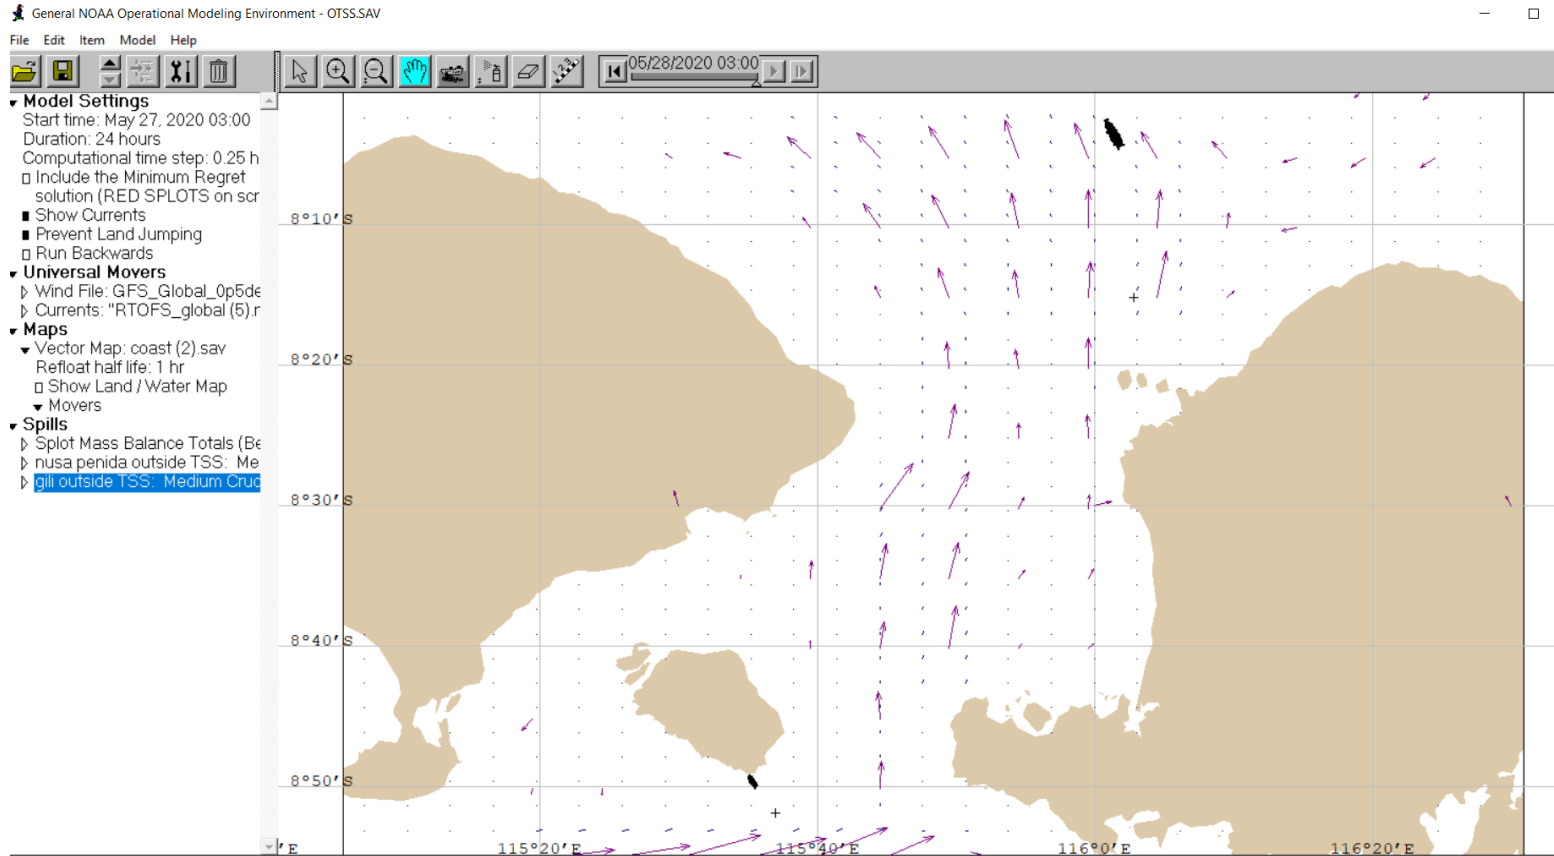 General NOAA Operational Modeling Environment - OTSS.SAV
File Edit Item Model Help
05/28/2020 03:00
Model Settings
Start time: May 27, 2020 03:00
Duration: 24 hours
Computational time step: 0.25 h
Include the Minimum Regret
solution (RED SPLOTS on scr
Show Currents
Prevent Land Jumping
Run Backwards
Universal Movers
Wind File: GFS_Global_0p5de
Currents: "RTOFS_global (5).r
Maps
Vector Map: coast (2).sav
Refloat half life: 1 hr
Show Land / Water Map
Movers
Spills
Splot Mass Balance Totals (Be
nusa penida outside TSS: Me
gili outside TSS: Medium Cruc
8°10'S
8°20'S
8°30'S
8°40'S
8°50'S
'E 115°20'E 115°40'E 116°0'E 116°20'E